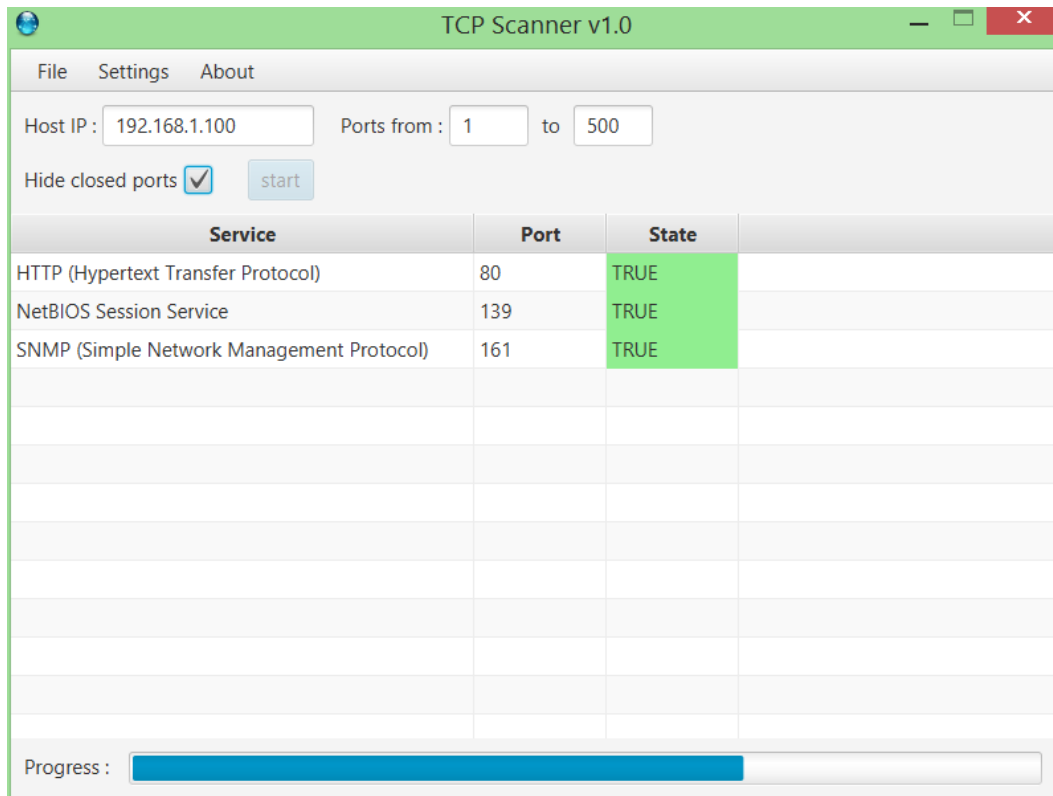 TCP Scanner v1.0
File Settings About
Host IP : 192.168.1.100 Ports from : 1 to 500
Hide closed ports start
Service Port State
HTTP (Hypertext Transfer Protocol) 80 TRUE
NetBIOS Session Service 139 TRUE
SNMP (Simple Network Management Protocol) 161 TRUE
Progress :